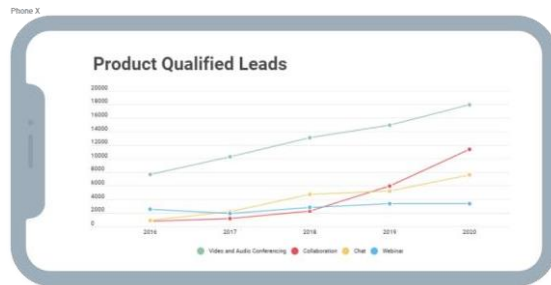 Phone X
Product Qualified Leads
20000
18000
16000
14000
12000
10000
8000
6000
4000
2000
0
2016 2017 2018 2019 2020
Video and Audio Conferencing Collaboration Chat Webinar